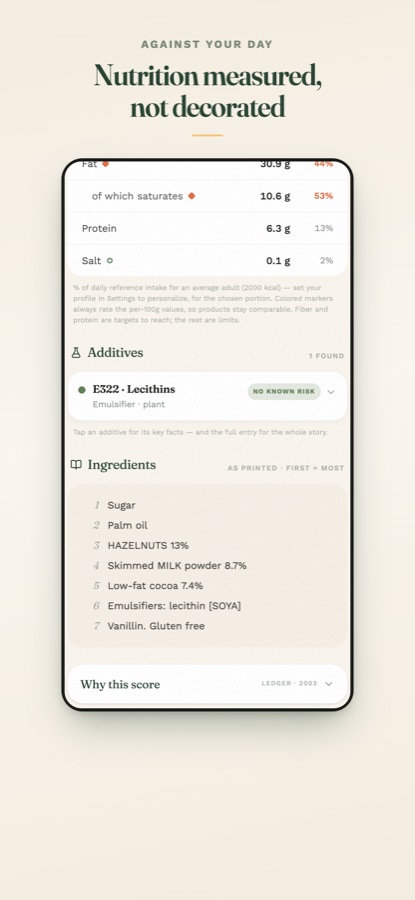 AGAINST YOUR DAY
Nutrition measured,
not decorated
Fat 30.9 g 44%
of which saturates 10.6 g 53%
Protein 6.3 g 13%
Salt 0.1 g 2%
% of daily reference intake for an average adult (2000 kcal) — set your
profile in Settings to personalize, for the chosen portion. Colored markers
always rate the per-100g values, so products stay comparable. Fiber and
protein are targets to reach; the rest are limits.
Additives 1 FOUND
E322 · Lecithins NO KNOWN RISK
Emulsifier · plant
Tap an additive for its key facts — and the full entry for the whole story.
Ingredients AS PRINTED · FIRST = MOST
1 Sugar
2 Palm oil
3 HAZELNUTS 13%
4 Skimmed MILK powder 8.7%
5 Low-fat cocoa 7.4%
6 Emulsifiers: lecithin [SOYA]
7 Vanillin. Gluten free
Why this score LEDGER · 2003